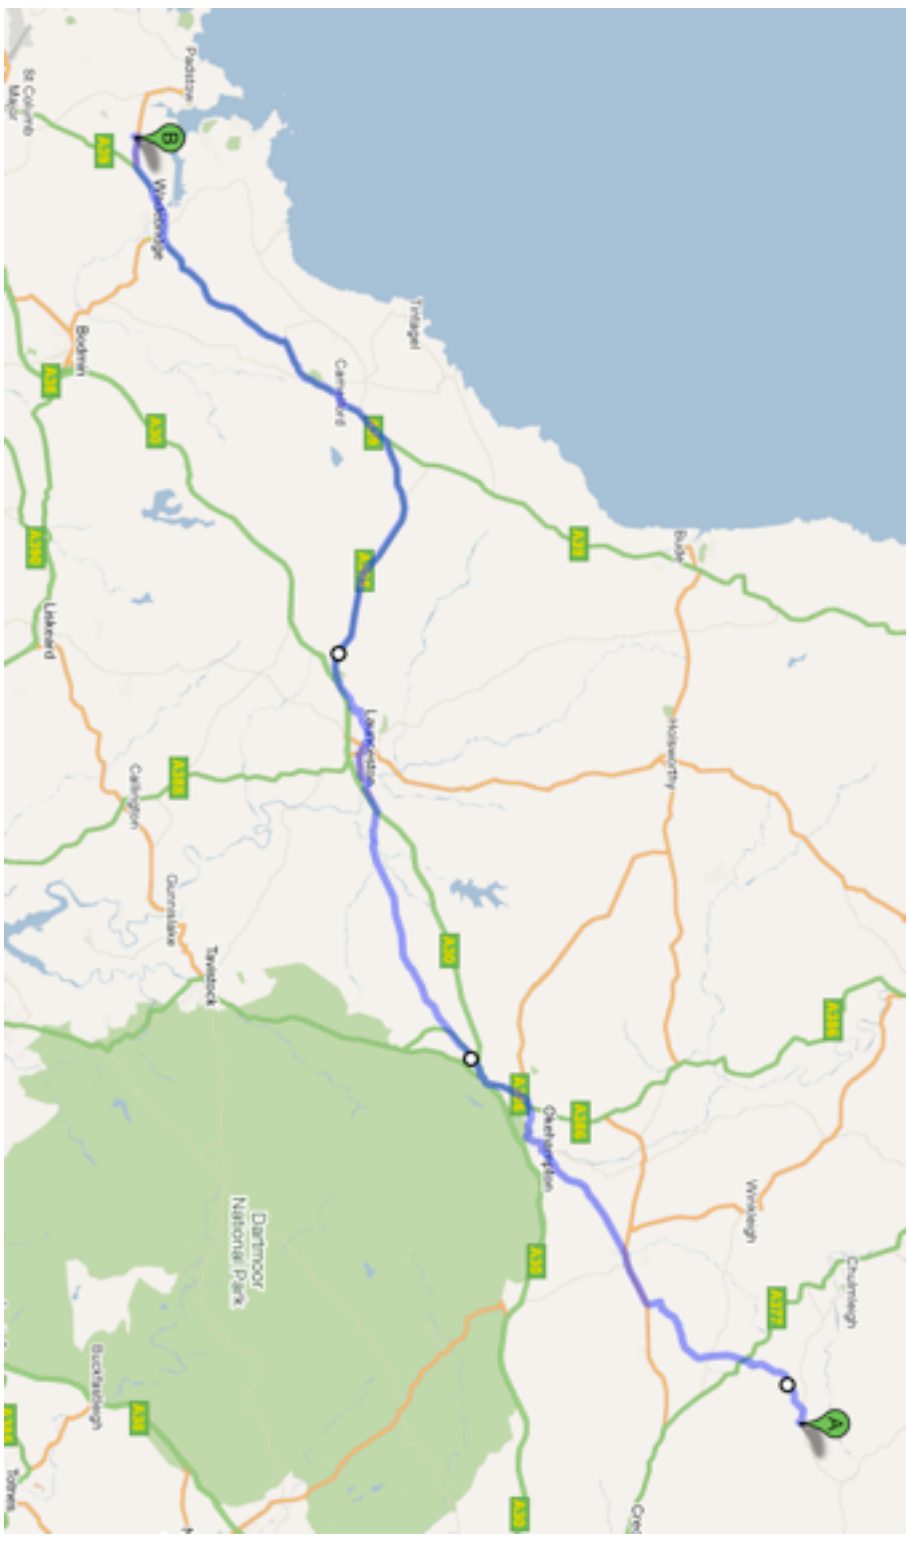 Chulmleigh
A386
A
A377
Winkleigh
Bude
Holsworthy
A39
A386
Okehampton
A30
A30
A30
Tintagel
Launceston
Camelford
Dartmoor
National Park
Tavistock
Padstow
A388
B
Gunnislake
Wadebridge
A30
A38
Callington
A39
Buckfastleigh
Bodmin
A38
Liskeard
A390
St Columb
Major
Totnes